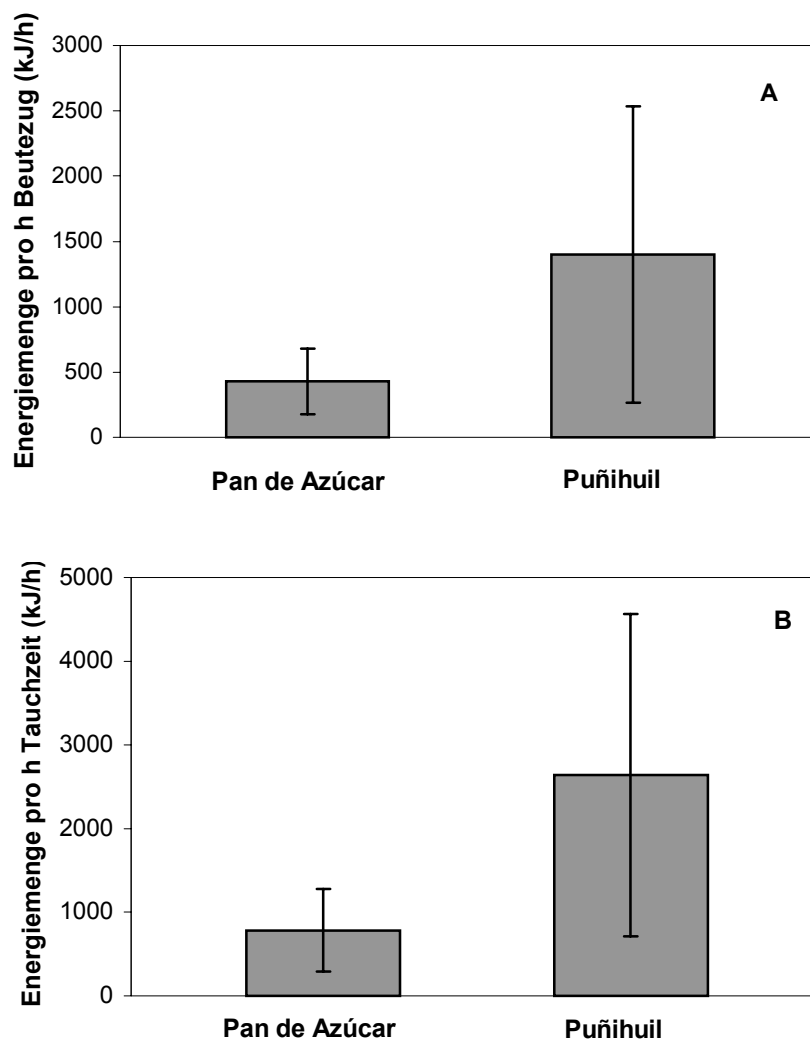 Energiemenge pro h Beutezug (kJ/h)
3000
2500
2000
1500
1000
500
0
A
Pan de Azúcar
Puñihuil
Energiemenge pro h Tauchzeit (kJ/h)
5000
4000
3000
2000
1000
0
B
Pan de Azúcar
Puñihuil